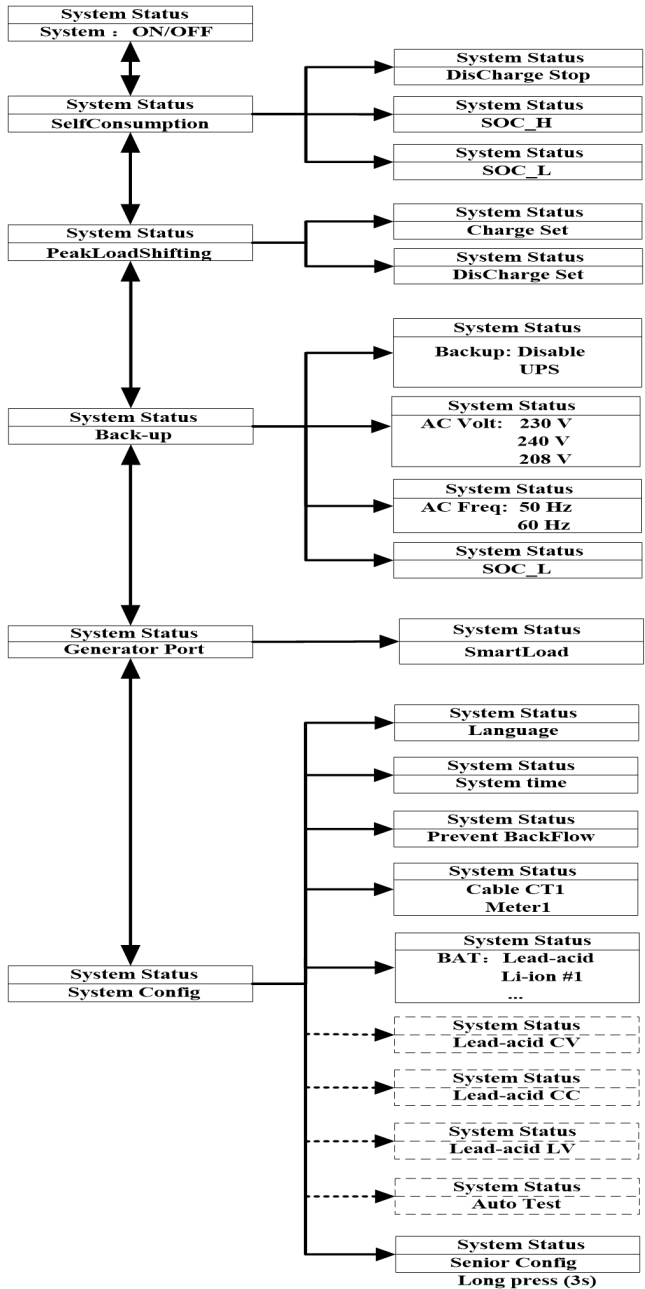 System Status
System： ON/OFF
System Status
SelfConsumption
System Status
DisCharge Stop
System Status
SOC_H
System Status
SOC_L
System Status
PeakLoadShifting
System Status
Charge Set
System Status
DisCharge Set
System Status
Back-up
System Status
Backup: Disable
UPS
System Status
AC Volt: 230 V
240 V
208 V
System Status
AC Freq: 50 Hz
60 Hz
System Status
SOC_L
System Status
Generator Port
System Status
SmartLoad
System Status
System Config
System Status
Language
System Status
System time
System Status
Prevent BackFlow
System Status
Cable CT1
Meter1
System Status
BAT: Lead-acid
Li-ion #1
...
System Status
Lead-acid CV
System Status
Lead-acid CC
System Status
Lead-acid LV
System Status
Auto Test
System Status
Senior Config
Long press (3s)